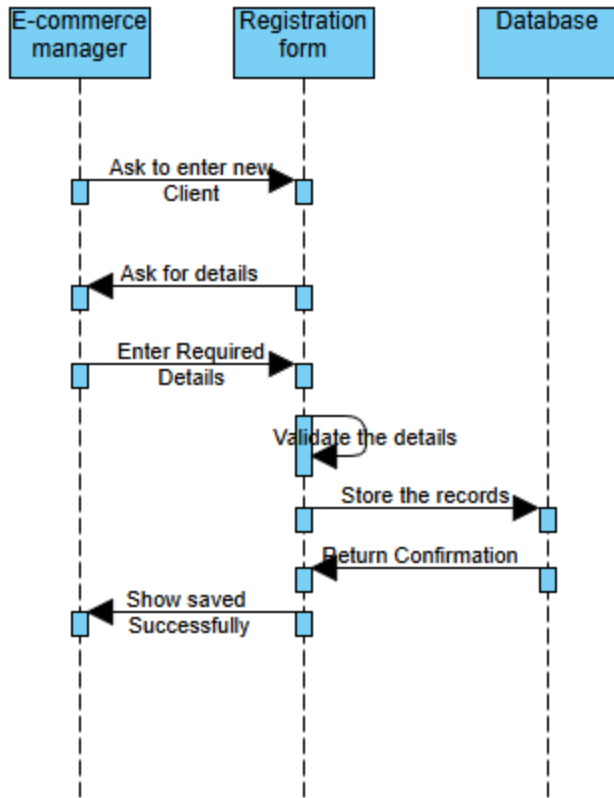 E-commerce
manager
Registration
form
Database
Ask to enter new
Client
Ask for details
Enter Required
Details
Validate the details
Store the records
Return Confirmation
Show saved
Successfully